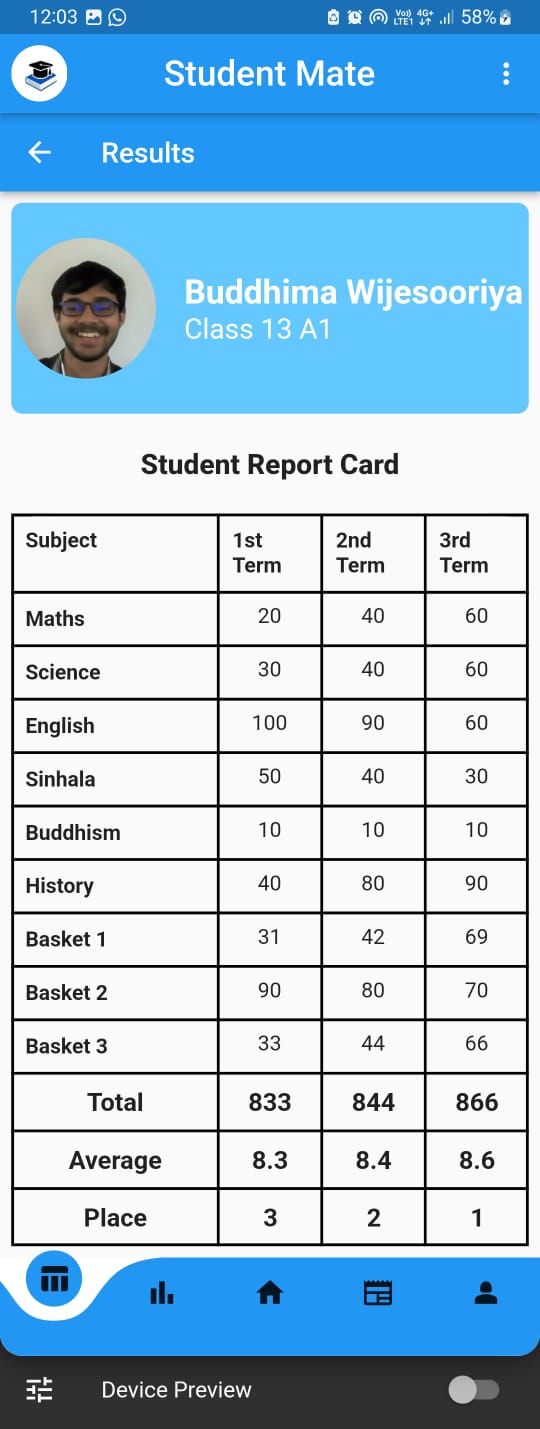 12:03 Vo) LTE1 4G+ 58%
Student Mate
Results
Buddhima Wijesooriya
Class 13 A1
Student Report Card
Subject 1st Term 2nd Term 3rd Term
Maths 20 40 60
Science 30 40 60
English 100 90 60
Sinhala 50 40 30
Buddhism 10 10 10
History 40 80 90
Basket 1 31 42 69
Basket 2 90 80 70
Basket 3 33 44 66
Total 833 844 866
Average 8.3 8.4 8.6
Place 3 2 1
Device Preview